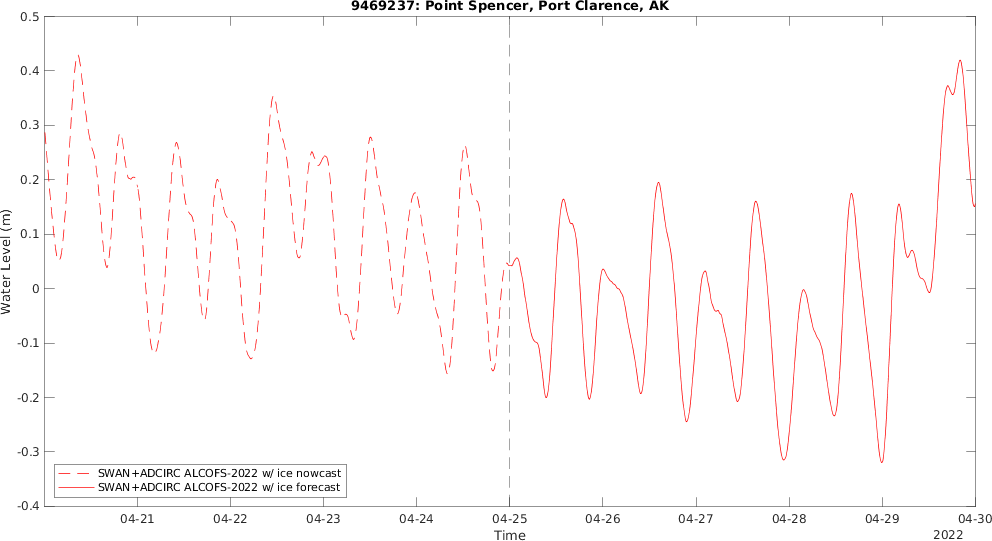 9469237: Point Spencer, Port Clarence, AK
0.5
0.4
0.3
0.2
0.1
0
-0.1
-0.2
-0.3
-0.4
Water Level (m)
SWAN+ADCIRC ALCOFS-2022 w/ ice nowcast
SWAN+ADCIRC ALCOFS-2022 w/ ice forecast
04-21 04-22 04-23 04-24 04-25 04-26 04-27 04-28 04-29 04-30
Time
2022